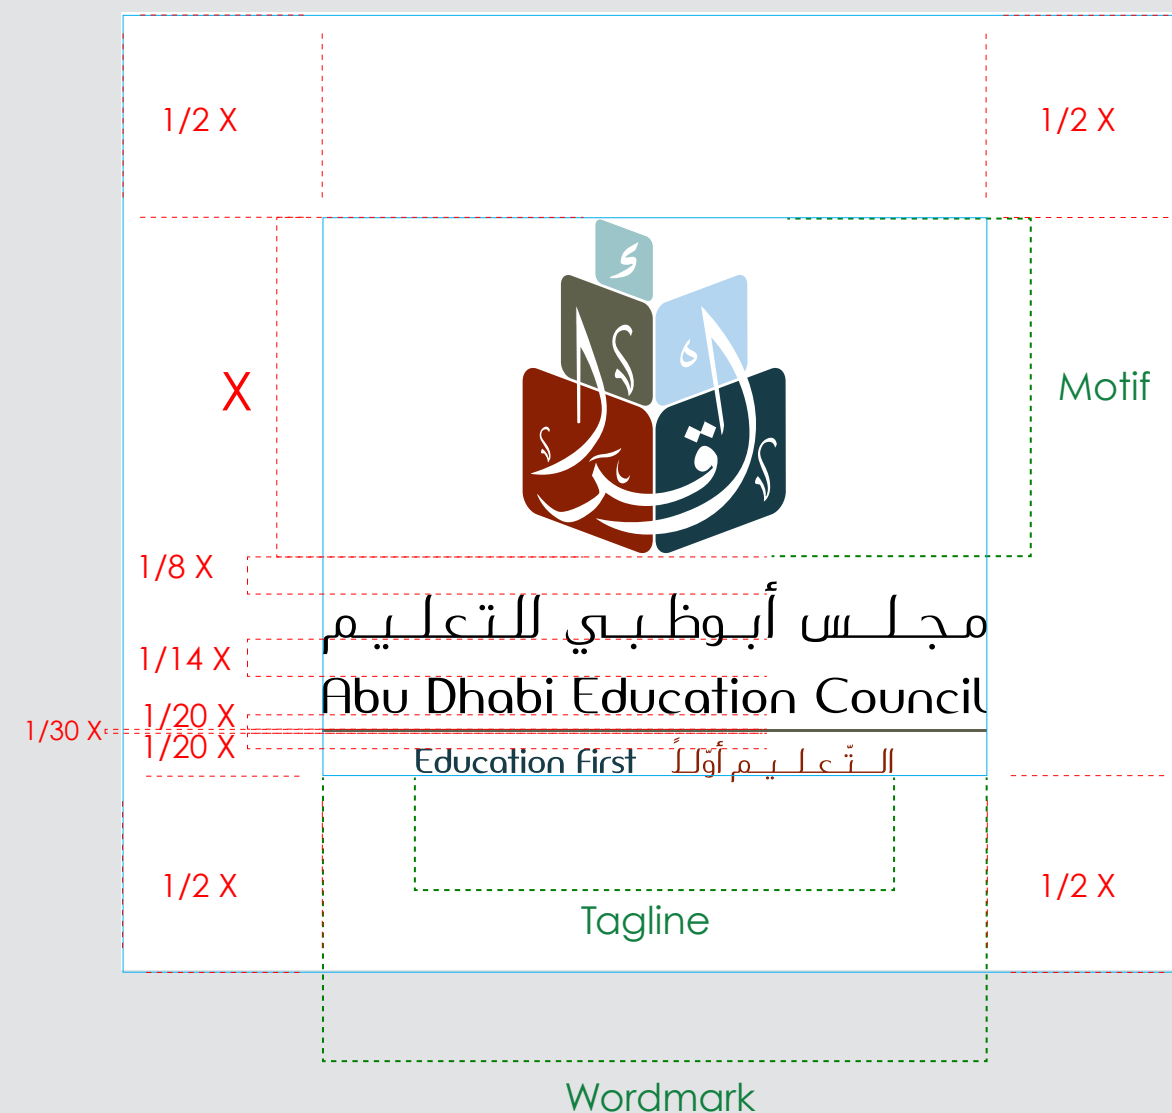 1/2 X 1/2 X
ء
اقرأ
X
Motif
1/8 X
مجلس أبوظبي للتعليم
1/14 X
Abu Dhabi Education Council
1/20 X
1/30 X
1/20 X
Education First التّعليم أوّلاً
1/2 X 1/2 X
Tagline
Wordmark